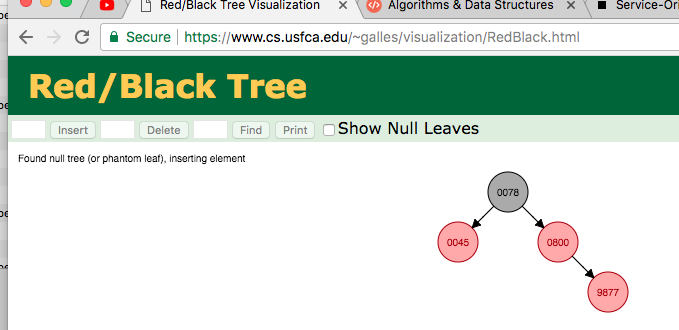 Red/Black Tree Visualization
Algorithms & Data Structures
Service-Ori
Secure
https://www.cs.usfca.edu/~galles/visualization/RedBlack.html
Red/Black Tree
Insert
Delete
Find
Print
Show Null Leaves
Found null tree (or phantom leaf), inserting element
0078
0045
0800
9877